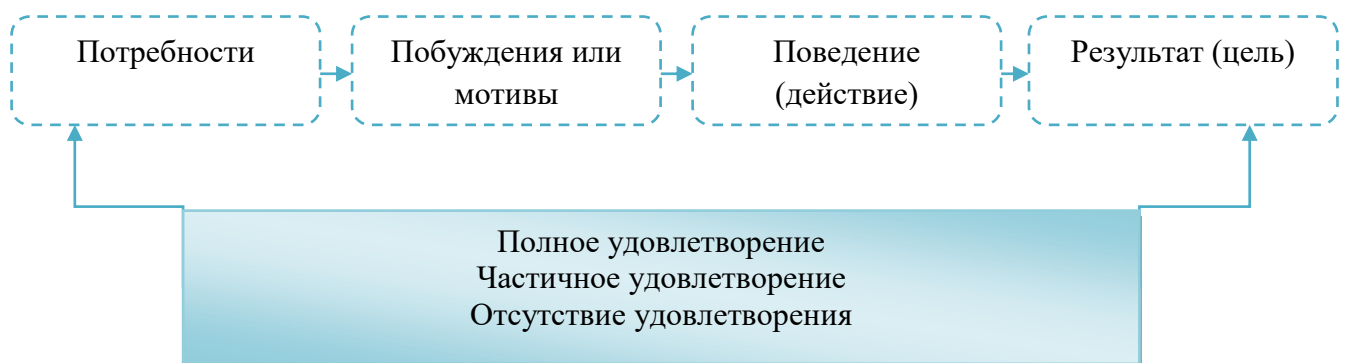 Потребности
Побуждения или
мотивы
Поведение
(действие)
Результат (цель)
Полное удовлетворение
Частичное удовлетворение
Отсутствие удовлетворения